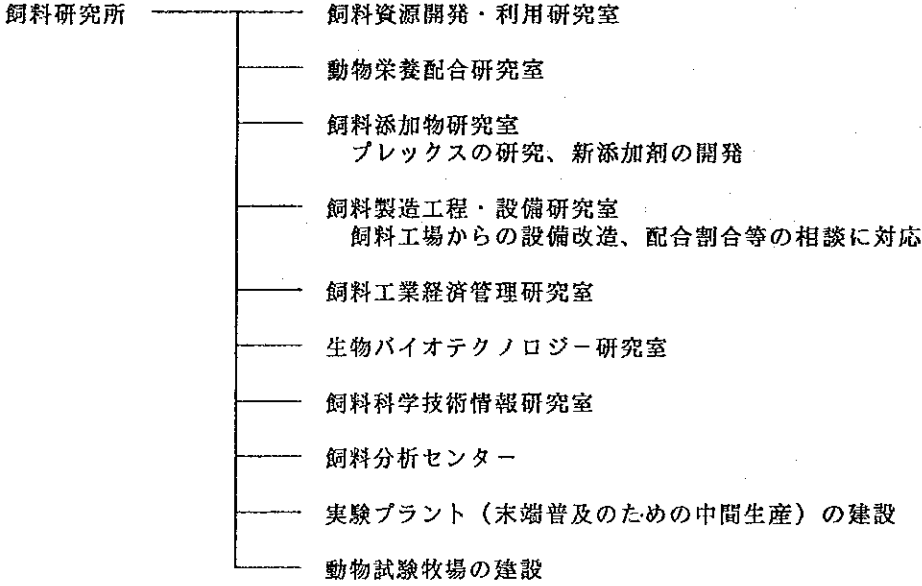 飼料研究所 飼料資源開発・利用研究室
動物栄養配合研究室
飼料添加物研究室
プレックスの研究、新添加剤の開発
飼料製造工程・設備研究室
飼料工場からの設備改造、配合割合等の相談に対応
飼料工業経済管理研究室
生物バイオテクノロジー研究室
飼料科学技術情報研究室
飼料分析センター
実験プラント（末端普及のための中間生産）の建設
動物試験牧場の建設